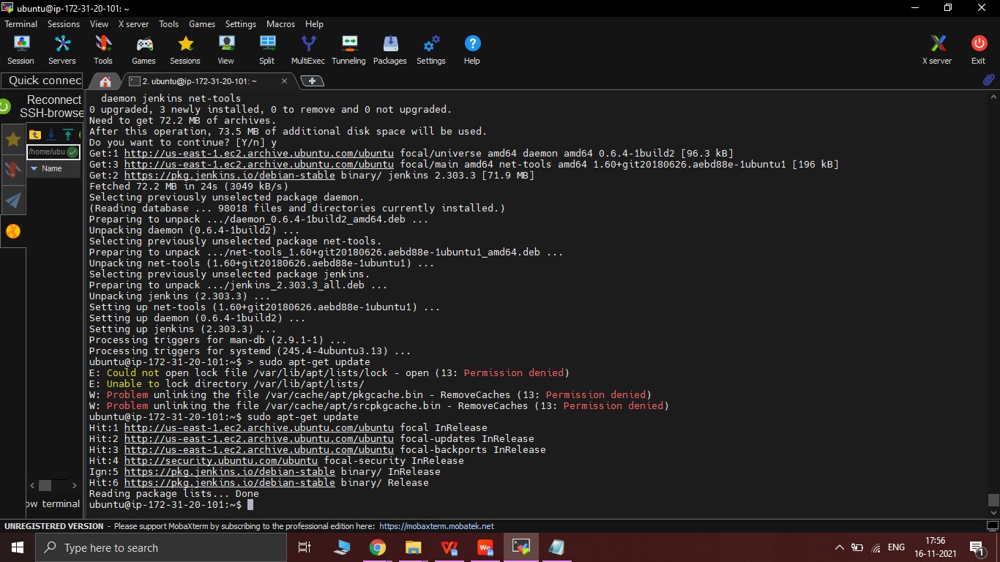 ubuntu@ip-172-31-20-101: ~
Terminal Sessions View X server Tools Games Settings Macros Help
Session Servers Tools Games Sessions View Split MultiExec Tunneling Packages Settings Help X server Exit
Quick connec
2. ubuntu@ip-172-31-20-101: ~
Reconnect
SSH-browse
/home/ubu
Name
daemon jenkins net-tools
0 upgraded, 3 newly installed, 0 to remove and 0 not upgraded.
Need to get 72.2 MB of archives.
After this operation, 73.5 MB of additional disk space will be used.
Do you want to continue? [Y/n] y
Get:1 http://us-east-1.ec2.archive.ubuntu.com/ubuntu focal/universe amd64 daemon amd64 0.6.4-1build2 [96.3 kB]
Get:3 http://us-east-1.ec2.archive.ubuntu.com/ubuntu focal/main amd64 net-tools amd64 1.60+git20180626.aebd88e-1ubuntu1 [196 kB]
Get:2 https://pkg.jenkins.io/debian-stable binary/ jenkins 2.303.3 [71.9 MB]
Fetched 72.2 MB in 24s (3049 kB/s)
Selecting previously unselected package daemon.
(Reading database ... 98018 files and directories currently installed.)
Preparing to unpack .../daemon_0.6.4-1build2_amd64.deb ...
Unpacking daemon (0.6.4-1build2) ...
Selecting previously unselected package net-tools.
Preparing to unpack .../net-tools_1.60+git20180626.aebd88e-1ubuntu1_amd64.deb ...
Unpacking net-tools (1.60+git20180626.aebd88e-1ubuntu1) ...
Selecting previously unselected package jenkins.
Preparing to unpack .../jenkins_2.303.3_all.deb ...
Unpacking jenkins (2.303.3) ...
Setting up net-tools (1.60+git20180626.aebd88e-1ubuntu1) ...
Setting up daemon (0.6.4-1build2) ...
Setting up jenkins (2.303.3) ...
Processing triggers for man-db (2.9.1-1) ...
Processing triggers for systemd (245.4-4ubuntu3.13) ...
ubuntu@ip-172-31-20-101:~$ > sudo apt-get update
E: Could not open lock file /var/lib/apt/lists/lock - open (13: Permission denied)
E: Unable to lock directory /var/lib/apt/lists/
W: Problem unlinking the file /var/cache/apt/pkgcache.bin - RemoveCaches (13: Permission denied)
W: Problem unlinking the file /var/cache/apt/srcpkgcache.bin - RemoveCaches (13: Permission denied)
ubuntu@ip-172-31-20-101:~$ sudo apt-get update
Hit:1 http://us-east-1.ec2.archive.ubuntu.com/ubuntu focal InRelease
Hit:2 http://us-east-1.ec2.archive.ubuntu.com/ubuntu focal-updates InRelease
Hit:3 http://us-east-1.ec2.archive.ubuntu.com/ubuntu focal-backports InRelease
Hit:4 http://security.ubuntu.com/ubuntu focal-security InRelease
Ign:5 https://pkg.jenkins.io/debian-stable binary/ InRelease
Hit:6 https://pkg.jenkins.io/debian-stable binary/ Release
Reading package lists... Done
ubuntu@ip-172-31-20-101:~$
ow terminal
UNREGISTERED VERSION - Please support MobaXterm by subscribing to the professional edition here: https://mobaxterm.mobatek.net
Type here to search
ENG
17:56
16-11-2021
1